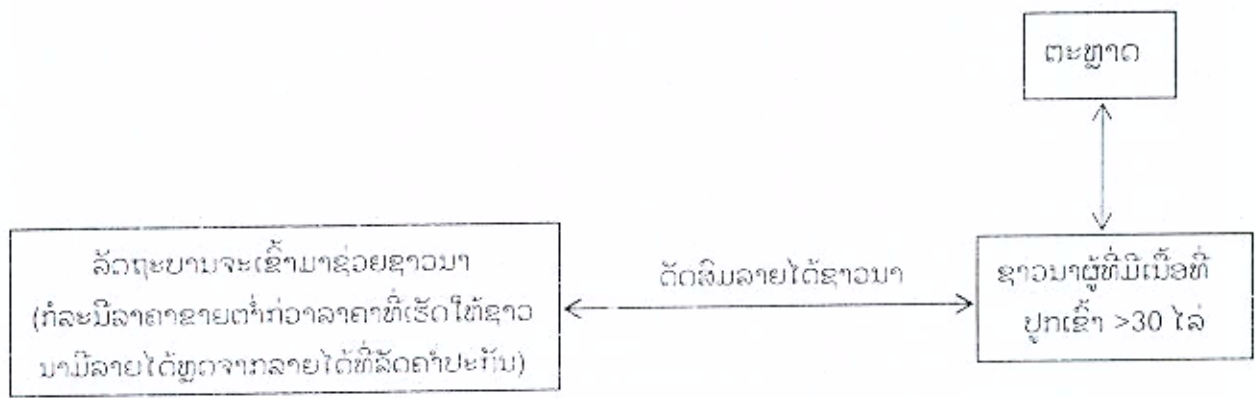 ຕະຫຼາດ
ລັດຖະບານຈະເຂົ້າມາຊ່ວຍຊາວນາ
(ກໍລະນີລາຄາຂາຍຕ່ຳກ່ວາລາຄາທີ່ເຮັດໃຫ້ຊາວ
ນາມີລາຍໄດ້ຫຼຸດຈາກລາຍໄດ້ທີ່ລັດຄ້ຳປະກັນ)
ດັດສົມລາຍໄດ້ຊາວນາ
ຊາວນາຜູ້ທີ່ມີເນື້ອທີ່
ປູກເຂົ້າ >30 ໄລ່